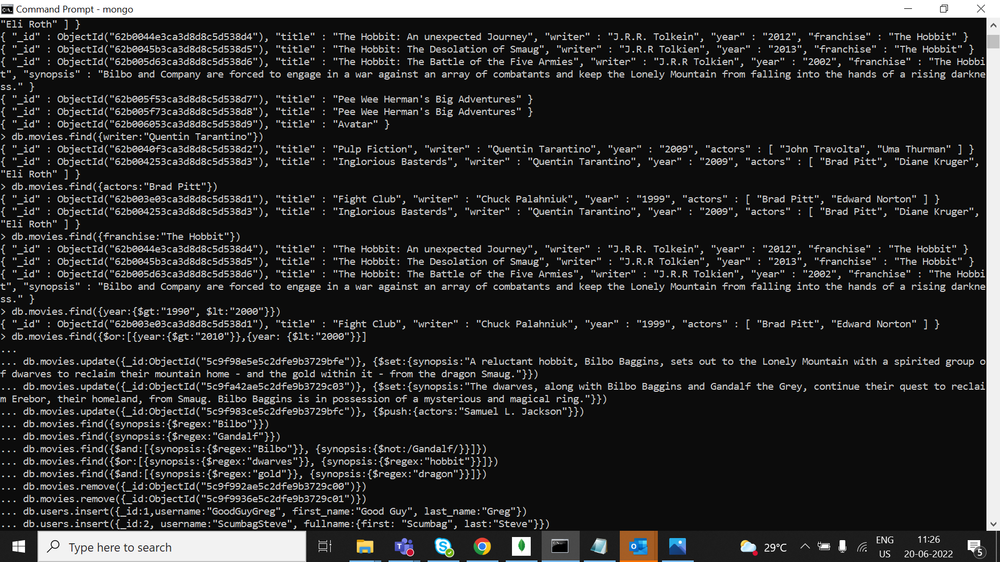 Command Prompt - mongo
"Eli Roth" ] }
{ "_id" : ObjectId("62b0044e3ca3d8d8c5d538d4"), "title" : "The Hobbit: An unexpected Journey", "writer" : "J.R.R. Tolkein", "year" : "2012", "franchise" : "The Hobbit" }
{ "_id" : ObjectId("62b0045b3ca3d8d8c5d538d5"), "title" : "The Hobbit: The Desolation of Smaug", "writer" : "J.R.R Tolkien", "year" : "2013", "franchise" : "The Hobbit" }
{ "_id" : ObjectId("62b005d63ca3d8d8c5d538d6"), "title" : "The Hobbit: The Battle of the Five Armies", "writer" : "J.R.R Tolkien", "year" : "2002", "franchise" : "The Hobbi
t", "synopsis" : "Bilbo and Company are forced to engage in a war against an array of combatants and keep the Lonely Mountain from falling into the hands of a rising darkne
ss." }
{ "_id" : ObjectId("62b005f53ca3d8d8c5d538d7"), "title" : "Pee Wee Herman's Big Adventures" }
{ "_id" : ObjectId("62b005f73ca3d8d8c5d538d8"), "title" : "Pee Wee Herman's Big Adventures" }
{ "_id" : ObjectId("62b006053ca3d8d8c5d538d9"), "title" : "Avatar" }
> db.movies.find({writer:"Quentin Tarantino"})
{ "_id" : ObjectId("62b0040f3ca3d8d8c5d538d2"), "title" : "Pulp Fiction", "writer" : "Quentin Tarantino", "year" : "2009", "actors" : [ "John Travolta", "Uma Thurman" ] }
{ "_id" : ObjectId("62b004253ca3d8d8c5d538d3"), "title" : "Inglorious Basterds", "writer" : "Quentin Tarantino", "year" : "2009", "actors" : [ "Brad Pitt", "Diane Kruger",
"Eli Roth" ] }
> db.movies.find({actors:"Brad Pitt"})
{ "_id" : ObjectId("62b003e03ca3d8d8c5d538d1"), "title" : "Fight Club", "writer" : "Chuck Palahniuk", "year" : "1999", "actors" : [ "Brad Pitt", "Edward Norton" ] }
{ "_id" : ObjectId("62b004253ca3d8d8c5d538d3"), "title" : "Inglorious Basterds", "writer" : "Quentin Tarantino", "year" : "2009", "actors" : [ "Brad Pitt", "Diane Kruger",
"Eli Roth" ] }
> db.movies.find({franchise:"The Hobbit"})
{ "_id" : ObjectId("62b0044e3ca3d8d8c5d538d4"), "title" : "The Hobbit: An unexpected Journey", "writer" : "J.R.R. Tolkein", "year" : "2012", "franchise" : "The Hobbit" }
{ "_id" : ObjectId("62b0045b3ca3d8d8c5d538d5"), "title" : "The Hobbit: The Desolation of Smaug", "writer" : "J.R.R Tolkien", "year" : "2013", "franchise" : "The Hobbit" }
{ "_id" : ObjectId("62b005d63ca3d8d8c5d538d6"), "title" : "The Hobbit: The Battle of the Five Armies", "writer" : "J.R.R Tolkien", "year" : "2002", "franchise" : "The Hobbi
t", "synopsis" : "Bilbo and Company are forced to engage in a war against an array of combatants and keep the Lonely Mountain from falling into the hands of a rising darkne
ss." }
> db.movies.find({year:{$gt:"1990", $lt:"2000"}})
{ "_id" : ObjectId("62b003e03ca3d8d8c5d538d1"), "title" : "Fight Club", "writer" : "Chuck Palahniuk", "year" : "1999", "actors" : [ "Brad Pitt", "Edward Norton" ] }
> db.movies.find({$or:[{year:{$gt:"2010"}},{year: {$lt:"2000"}}]
...
... db.movies.update({_id:ObjectId("5c9f98e5e5c2dfe9b3729bfe")}, {$set:{synopsis:"A reluctant hobbit, Bilbo Baggins, sets out to the Lonely Mountain with a spirited group o
f dwarves to reclaim their mountain home - and the gold within it - from the dragon Smaug."}})
... db.movies.update({_id:ObjectId("5c9fa42ae5c2dfe9b3729c03")}, {$set:{synopsis:"The dwarves, along with Bilbo Baggins and Gandalf the Grey, continue their quest to reclai
m Erebor, their homeland, from Smaug. Bilbo Baggins is in possession of a mysterious and magical ring."}})
... db.movies.update({_id:ObjectId("5c9f983ce5c2dfe9b3729bfc")}, {$push:{actors:"Samuel L. Jackson"}})
... db.movies.find({synopsis:{$regex:"Bilbo"}})
... db.movies.find({synopsis:{$regex:"Gandalf"}})
... db.movies.find({$and:[{synopsis:{$regex:"Bilbo"}}, {synopsis:{$not:/Gandalf/}}]})
... db.movies.find({$or:[{synopsis:{$regex:"dwarves"}}, {synopsis:{$regex:"hobbit"}}]})
... db.movies.find({$and:[{synopsis:{$regex:"gold"}}, {synopsis:{$regex:"dragon"}}]})
... db.movies.remove({_id:ObjectId("5c9f992ae5c2dfe9b3729c00")})
... db.movies.remove({_id:ObjectId("5c9f9936e5c2dfe9b3729c01")})
... db.users.insert({_id:1,username:"GoodGuyGreg", first_name:"Good Guy", last_name:"Greg"})
... db.users.insert({_id:2, username:"ScumbagSteve", fullname:{first: "Scumbag", last:"Steve"}})
Type here to search
29°C
ENG
US
11:26
20-06-2022
5